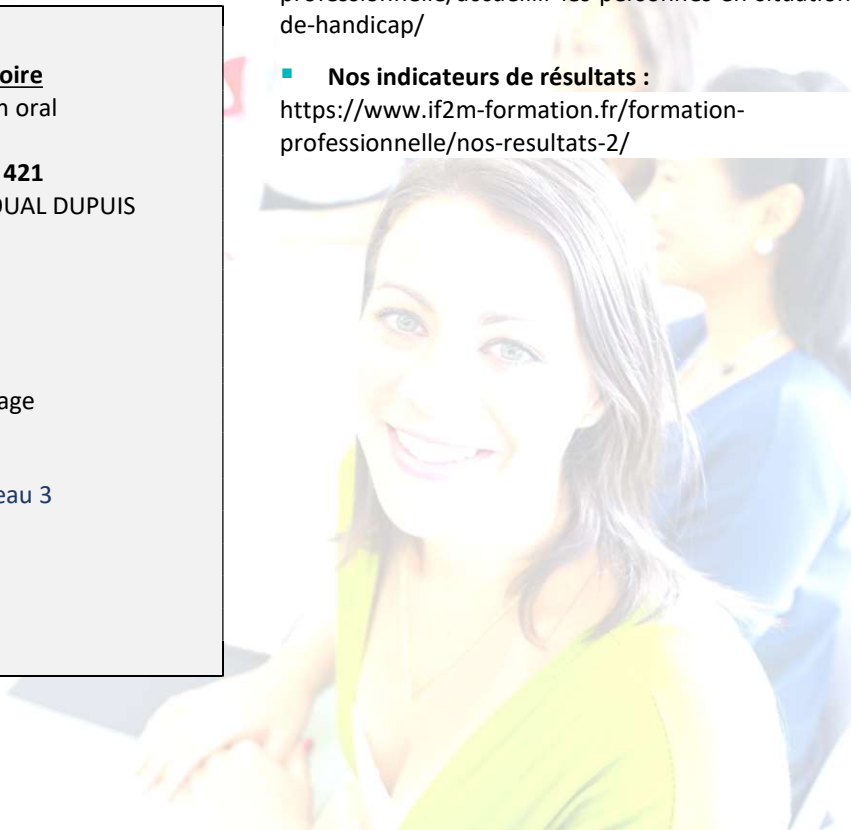 oire
n oral
421
OUAL DUPUIS
age
eau 3
de-handicap/
▪ Nos indicateurs de résultats :
https://www.if2m-formation.fr/formation-
professionnelle/nos-resultats-2/